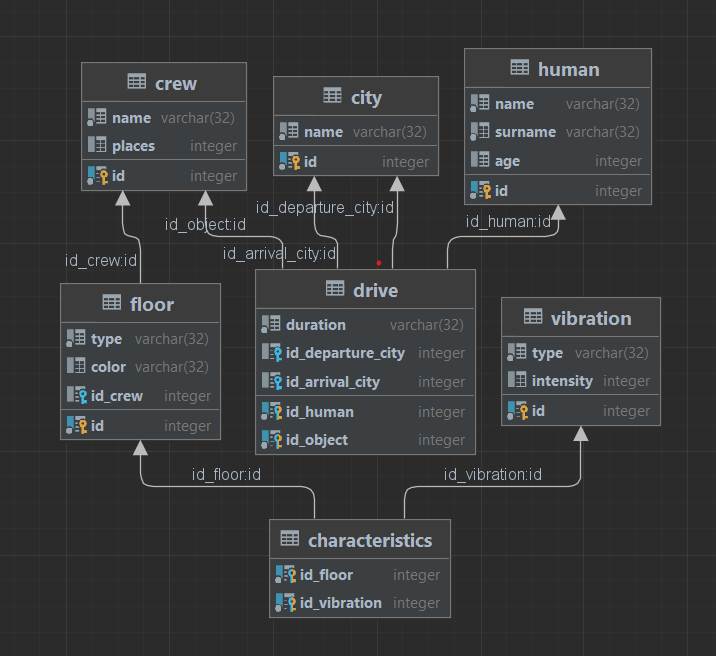 crew
name varchar(32)
places integer
id integer
city
name varchar(32)
id integer
human
name varchar(32)
surname varchar(32)
age integer
id integer
id_departure_city:id
id_object:id
id_human:id
id_arrival_city:id
id_crew:id
floor
type varchar(32)
color varchar(32)
id_crew integer
id integer
drive
duration varchar(32)
id_departure_city integer
id_arrival_city integer
id_human integer
id_object integer
vibration
type varchar(32)
intensity integer
id integer
id_floor:id
id_vibration:id
characteristics
id_floor integer
id_vibration integer